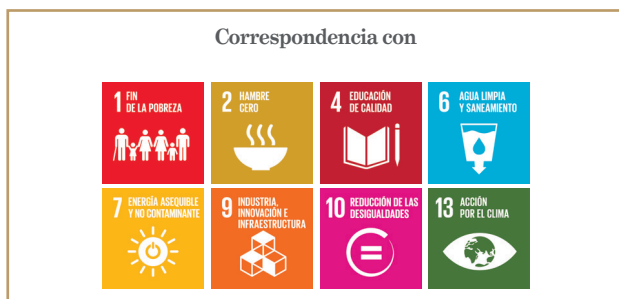 Correspondencia con
1 FIN
DE LA POBREZA
2 HAMBRE
CERO
4 EDUCACIÓN
DE CALIDAD
6 AGUA LIMPIA
Y SANEAMIENTO
7 ENERGÍA ASEQUIBLE
Y NO CONTAMINANTE
9 INDUSTRIA,
INNOVACIÓN E
INFRAESTRUCTURA
10 REDUCCIÓN DE LAS
DESIGUALDADES
13 ACCIÓN
POR EL CLIMA